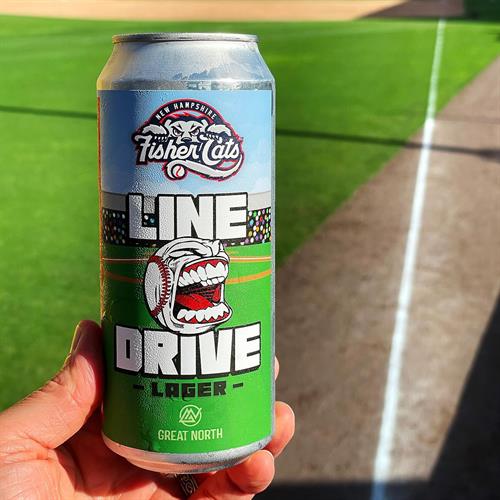 NEW HAMPSHIRE
Fisher Cats
LINE
DRIVE
- LAGER -
GREAT NORTH